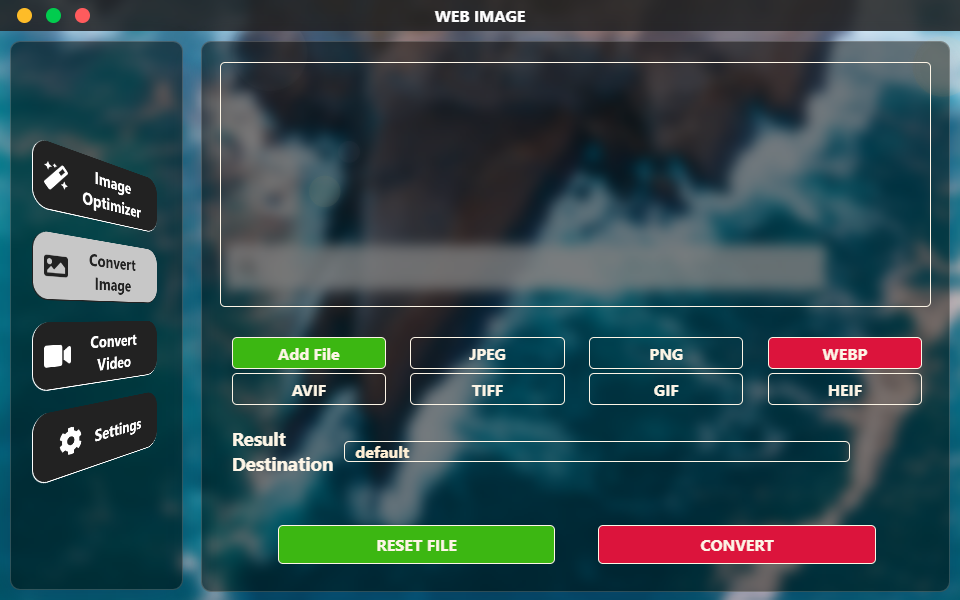 WEB IMAGE
Image
Optimizer
Convert
Image
Convert
Video
Settings
Add File
JPEG
PNG
WEBP
AVIF
TIFF
GIF
HEIF
Result
Destination
default
RESET FILE
CONVERT